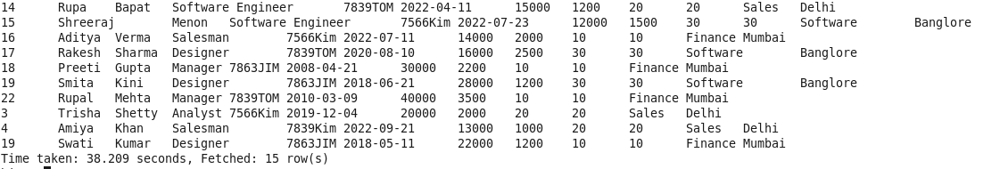 14 Rupa Bapat Software Engineer 7839TOM 2022-04-11 15000 1200 20 20 Sales Delhi
15 Shreeraj Menon Software Engineer 7566Kim 2022-07-23 12000 1500 30 30 Software Banglore
16 Aditya Verma Salesman 7566Kim 2022-07-11 14000 2000 10 10 Finance Mumbai
17 Rakesh Sharma Designer 7839TOM 2020-08-10 16000 2500 30 30 Software Banglore
18 Preeti Gupta Manager 7863JIM 2008-04-21 30000 2200 10 10 Finance Mumbai
19 Smita Kini Designer 7863JIM 2018-06-21 28000 1200 30 30 Software Banglore
22 Rupal Mehta Manager 7839TOM 2010-03-09 40000 3500 10 10 Finance Mumbai
3 Trisha Shetty Analyst 7566Kim 2019-12-04 20000 2000 20 20 Sales Delhi
4 Amiya Khan Salesman 7839Kim 2022-09-21 13000 1000 20 20 Sales Delhi
19 Swati Kumar Designer 7863JIM 2018-05-11 22000 1200 10 10 Finance Mumbai
Time taken: 38.209 seconds, Fetched: 15 row(s)